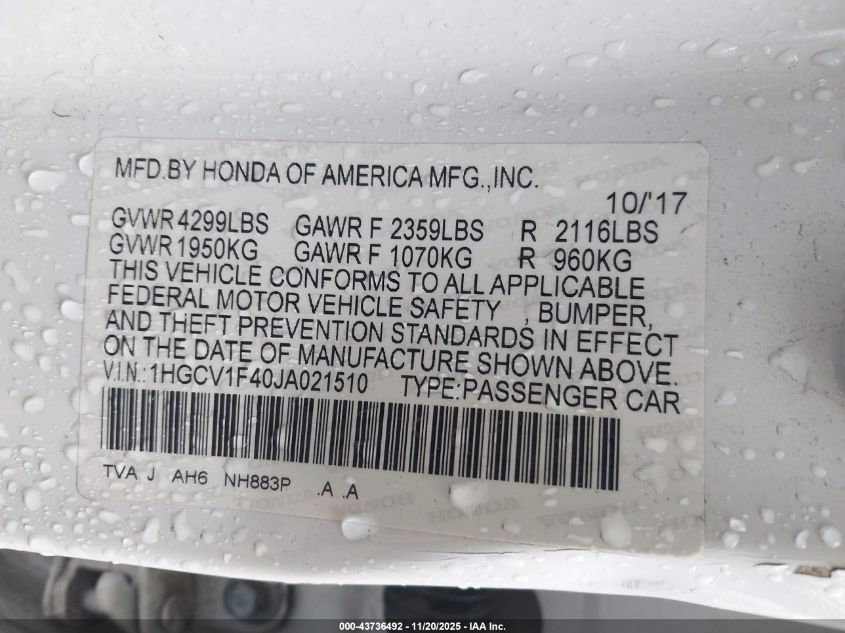 MFD.BY HONDA OF AMERICA MFG.,INC.
10/'17
GVWR 4299LBS GAWR F 2359LBS R 2116LBS
GVWR 1950KG GAWR F 1070KG R 960KG
THIS VEHICLE CONFORMS TO ALL APPLICABLE
FEDERAL MOTOR VEHICLE SAFETY , BUMPER,
AND THEFT PREVENTION STANDARDS IN EFFECT
ON THE DATE OF MANUFACTURE SHOWN ABOVE.
V.I.N.:1HGCV1F40JA021510 TYPE:PASSENGER CAR
TVA J AH6 NH883P .A .A
000-43736492 - 11/20/2025 - IAA Inc.